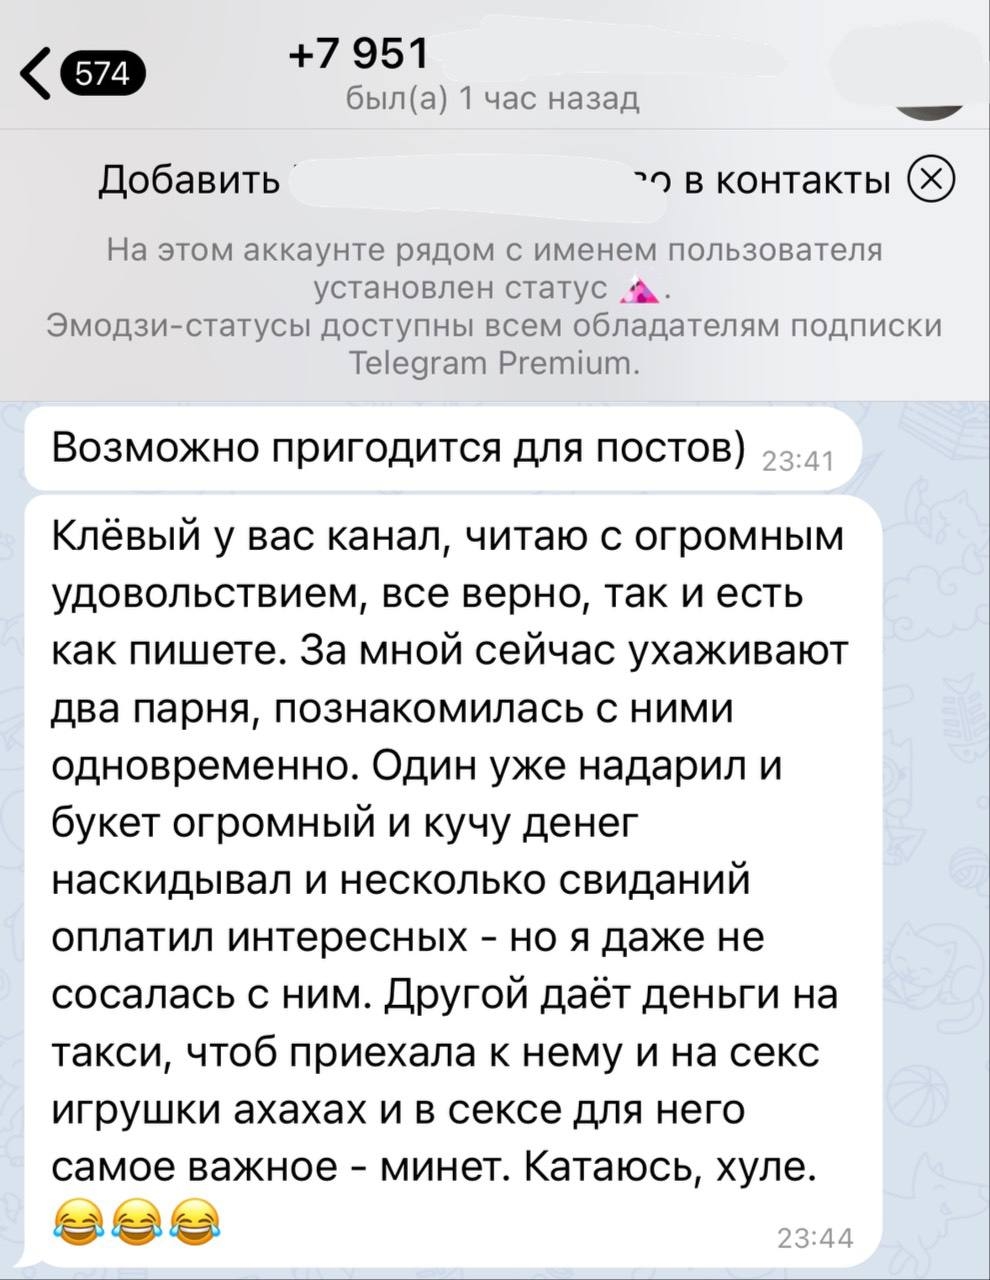 574
+7 951
был(а) 1 час назад
Добавить в контакты
На этом аккаунте рядом с именем пользователя
установлен статус .
Эмодзи-статусы доступны всем обладателям подписки
Telegram Premium.
Возможно пригодится для постов) 23:41
Клёвый у вас канал, читаю с огромным
удовольствием, все верно, так и есть
как пишете. За мной сейчас ухаживают
два парня, познакомилась с ними
одновременно. Один уже надарил и
букет огромный и кучу денег
наскидывал и несколько свиданий
оплатил интересных - но я даже не
сосалась с ним. Другой даёт деньги на
такси, чтоб приехала к нему и на секс
игрушки ахахах и в сексе для него
самое важное - минет. Катаюсь, хуле.
😂😂😂 23:44